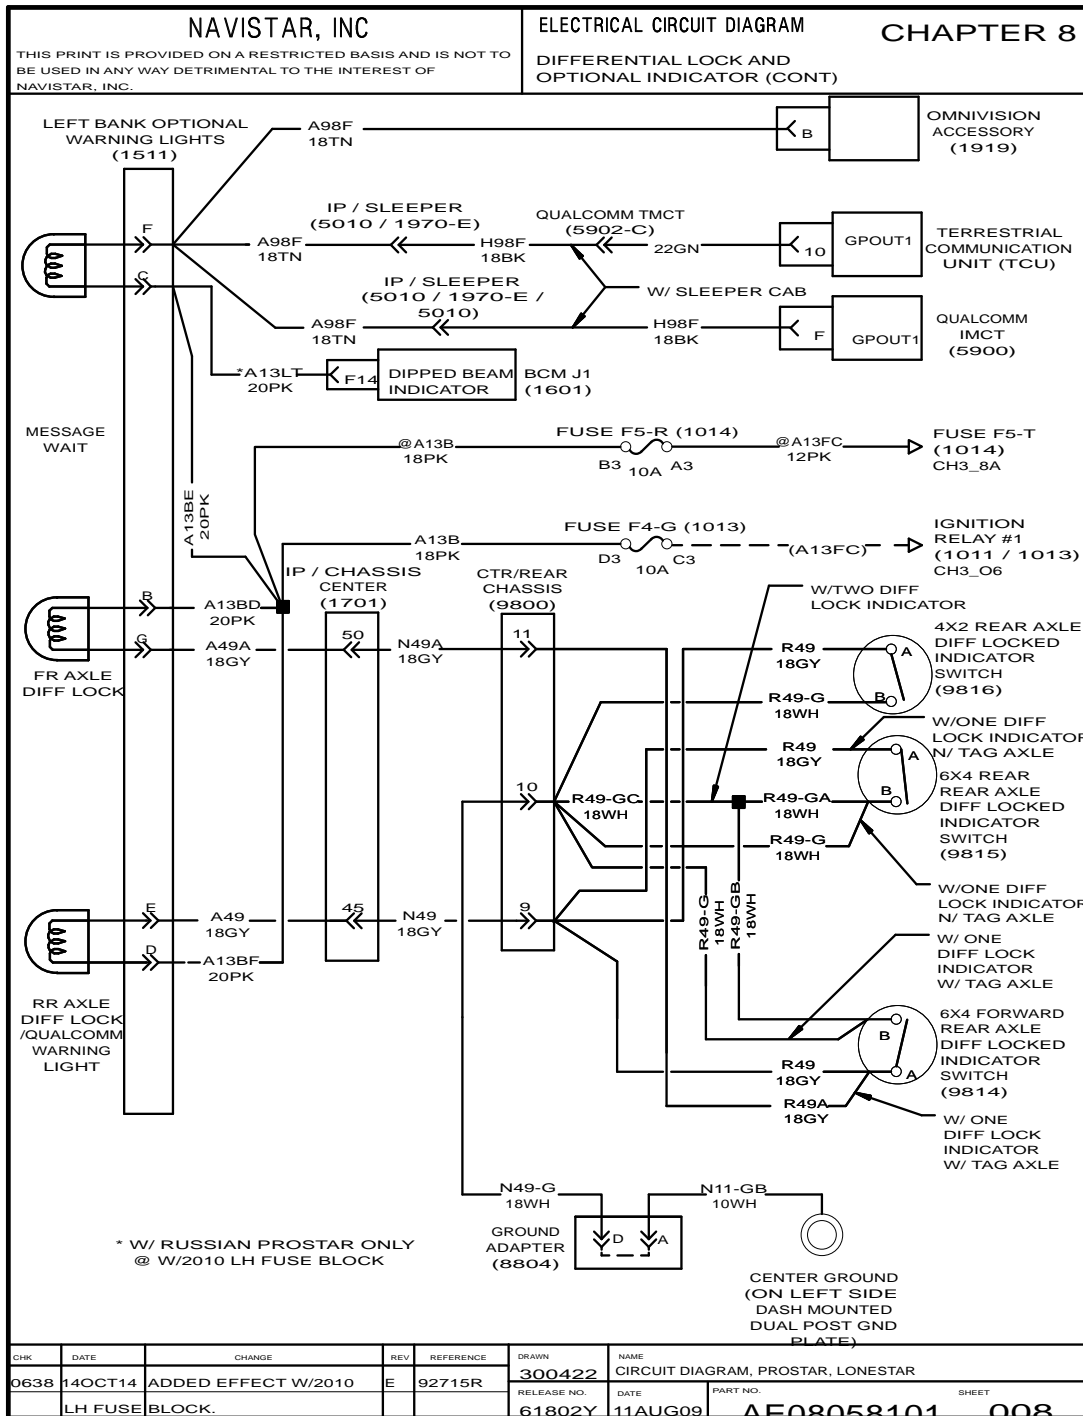 NAVISTAR, INC
THIS PRINT IS PROVIDED ON A RESTRICTED BASIS AND IS NOT TO
BE USED IN ANY WAY DETRIMENTAL TO THE INTEREST OF
NAVISTAR, INC.
ELECTRICAL CIRCUIT DIAGRAM
CHAPTER 8
DIFFERENTIAL LOCK AND
OPTIONAL INDICATOR (CONT)
LEFT BANK OPTIONAL
WARNING LIGHTS
(1511)
A98F
18TN
B
OMNIVISION
ACCESSORY
(1919)
F
A98F
18TN
IP / SLEEPER
(5010 / 1970-E)
H98F
18BK
QUALCOMM TMCT
(5902-C)
22GN
10
GPOUT1
TERRESTRIAL
COMMUNICATION
UNIT (TCU)
C
IP / SLEEPER
(5010 / 1970-E /
5010)
W/ SLEEPER CAB
A98F
18TN
H98F
18BK
F
GPOUT1
QUALCOMM
IMCT
(5900)
*A13LT
20PK
F14
DIPPED BEAM
INDICATOR
BCM J1
(1601)
MESSAGE
WAIT
@A13B
18PK
FUSE F5-R (1014)
B3
10A
A3
@A13FC
12PK
FUSE F5-T
(1014)
CH3_8A
A13BE
20PK
A13B
18PK
FUSE F4-G (1013)
D3
10A
C3
(A13FC)
IGNITION
RELAY #1
(1011 / 1013)
CH3_O6
IP / CHASSIS
CENTER
(1701)
CTR/REAR
CHASSIS
(9800)
W/TWO DIFF
LOCK INDICATOR
B
A13BD
20PK
G
A49A
18GY
50
N49A
18GY
11
FR AXLE
DIFF LOCK
R49
18GY
A
4X2 REAR AXLE
DIFF LOCKED
INDICATOR
SWITCH
(9816)
R49-G
18WH
B
R49
18GY
A
W/ONE DIFF
LOCK INDICATOR
N/ TAG AXLE
10
R49-GC
18WH
R49-GA
18WH
B
6X4 REAR
REAR AXLE
DIFF LOCKED
INDICATOR
SWITCH
(9815)
R49-G
18WH
W/ONE DIFF
LOCK INDICATOR
N/ TAG AXLE
R49-G
18WH
R49-GB
18WH
E
A49
18GY
45
N49
18GY
9
D
A13BF
20PK
W/ ONE
DIFF LOCK
INDICATOR
W/ TAG AXLE
RR AXLE
DIFF LOCK
/QUALCOMM
WARNING
LIGHT
B
6X4 FORWARD
REAR AXLE
DIFF LOCKED
INDICATOR
SWITCH
(9814)
R49
18GY
A
R49A
18GY
W/ ONE
DIFF LOCK
INDICATOR
W/ TAG AXLE
N49-G
18WH
N11-GB
10WH
GROUND
ADAPTER
(8804)
D
A
* W/ RUSSIAN PROSTAR ONLY
@ W/2010 LH FUSE BLOCK
CENTER GROUND
(ON LEFT SIDE
DASH MOUNTED
DUAL POST GND
PLATE)
CHK DATE CHANGE REV REFERENCE
0638 14OCT14 ADDED EFFECT W/2010 E 92715R
LH FUSE BLOCK.
DRAWN
300422
NAME
CIRCUIT DIAGRAM, PROSTAR, LONESTAR
RELEASE NO.
61802Y
DATE
11AUG09
PART NO.
AF08058101
SHEET
008